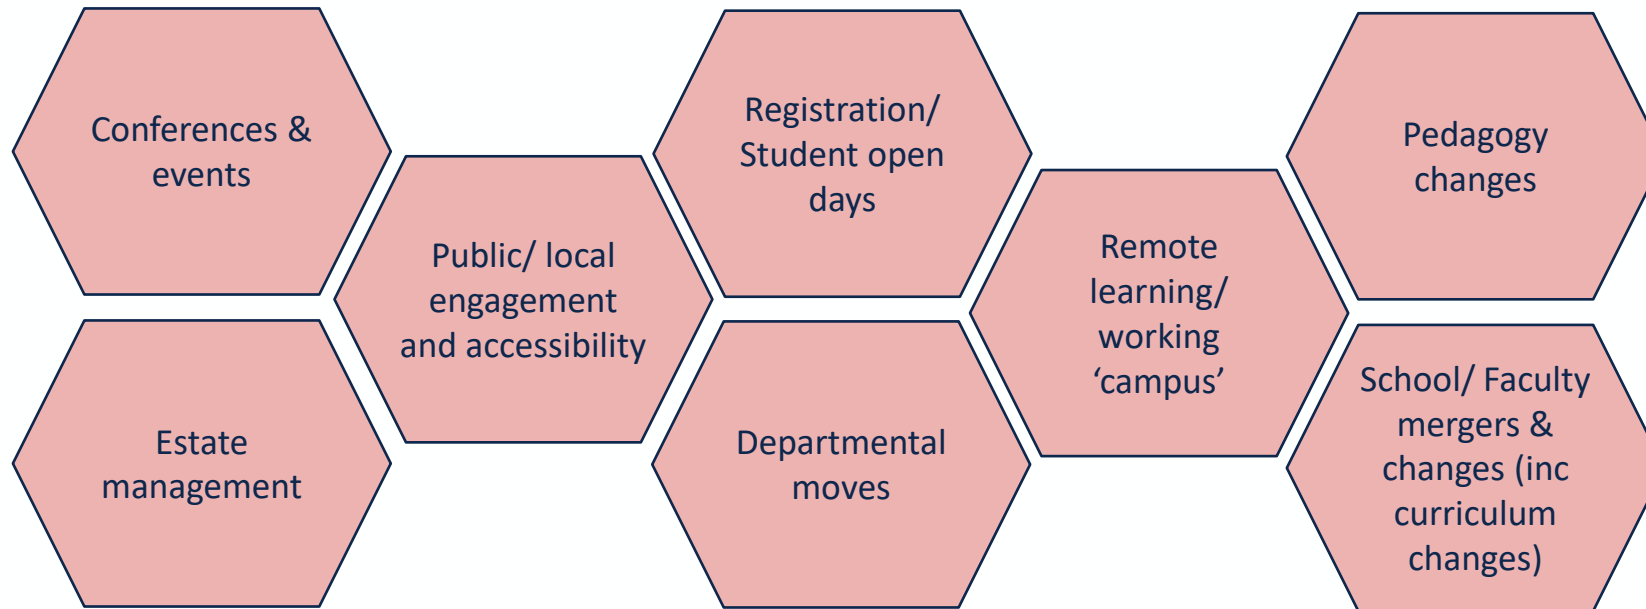 Conferences &
events
Registration/
Student open
days
Pedagogy
changes
Public/ local
engagement
and accessibility
Remote
learning/
working
‘campus’
Estate
management
Departmental
moves
School/ Faculty
mergers &
changes (inc
curriculum
changes)